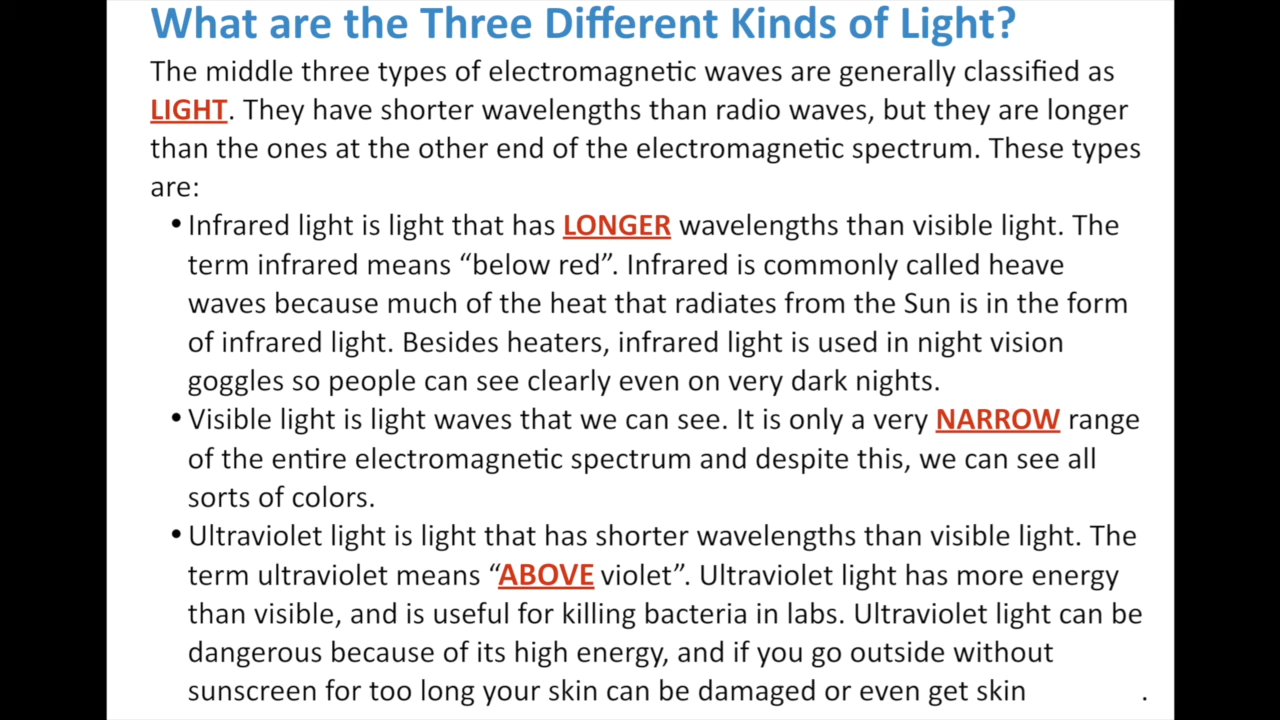 What are the Three Different Kinds of Light?
The middle three types of electromagnetic waves are generally classified as
LIGHT. They have shorter wavelengths than radio waves, but they are longer
than the ones at the other end of the electromagnetic spectrum. These types
are:
• Infrared light is light that has LONGER wavelengths than visible light. The
term infrared means “below red”. Infrared is commonly called heave
waves because much of the heat that radiates from the Sun is in the form
of infrared light. Besides heaters, infrared light is used in night vision
goggles so people can see clearly even on very dark nights.
• Visible light is light waves that we can see. It is only a very NARROW range
of the entire electromagnetic spectrum and despite this, we can see all
sorts of colors.
• Ultraviolet light is light that has shorter wavelengths than visible light. The
term ultraviolet means “ABOVE violet”. Ultraviolet light has more energy
than visible, and is useful for killing bacteria in labs. Ultraviolet light can be
dangerous because of its high energy, and if you go outside without
sunscreen for too long your skin can be damaged or even get skin .